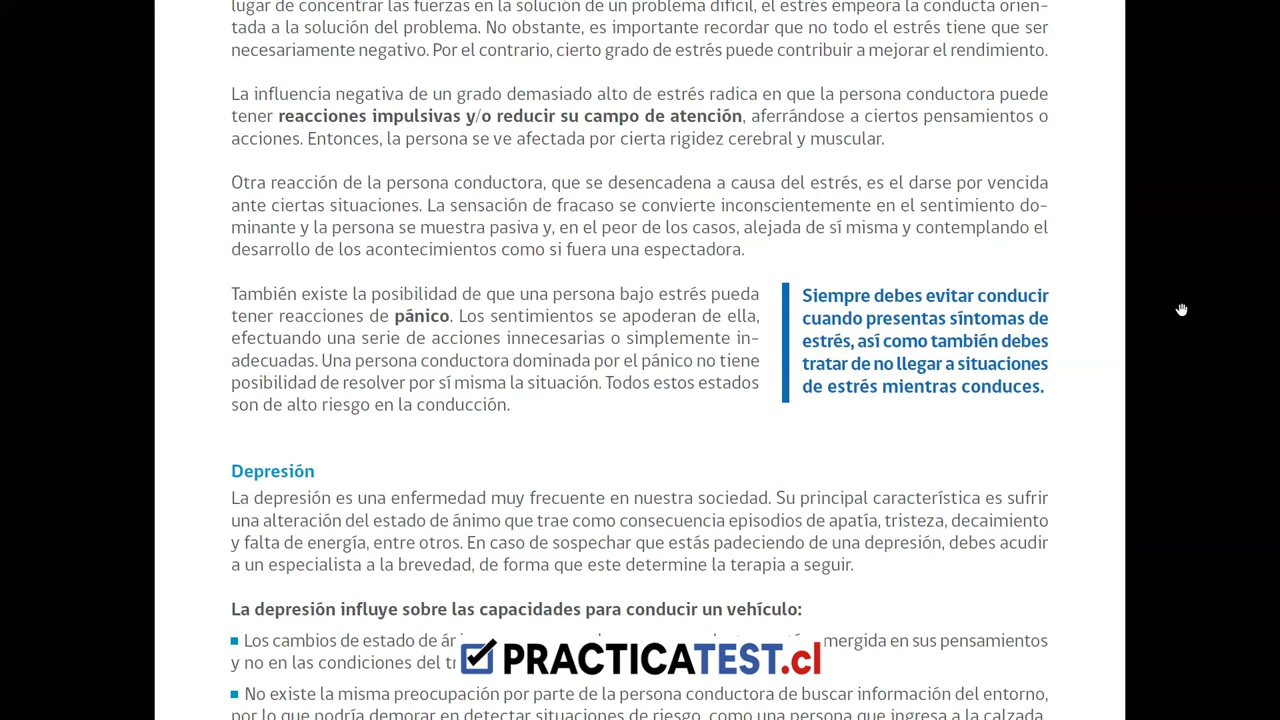 lugar de concentrar las fuerzas en la solución de un problema difícil, el estrés empeora la conducta orien-
tada a la solución del problema. No obstante, es importante recordar que no todo el estrés tiene que ser
necesariamente negativo. Por el contrario, cierto grado de estrés puede contribuir a mejorar el rendimiento.
La influencia negativa de un grado demasiado alto de estrés radica en que la persona conductora puede
tener reacciones impulsivas y/o reducir su campo de atención, aferrándose a ciertos pensamientos o
acciones. Entonces, la persona se ve afectada por cierta rigidez cerebral y muscular.
Otra reacción de la persona conductora, que se desencadena a causa del estrés, es el darse por vencida
ante ciertas situaciones. La sensación de fracaso se convierte inconscientemente en el sentimiento do-
minante y la persona se muestra pasiva y, en el peor de los casos, alejada de sí misma y contemplando el
desarrollo de los acontecimientos como si fuera una espectadora.
También existe la posibilidad de que una persona bajo estrés pueda
tener reacciones de pánico. Los sentimientos se apoderan de ella,
efectuando una serie de acciones innecesarias o simplemente in-
adecuadas. Una persona conductora dominada por el pánico no tiene
posibilidad de resolver por sí misma la situación. Todos estos estados
son de alto riesgo en la conducción.
Siempre debes evitar conducir
cuando presentas síntomas de
estrés, así como también debes
tratar de no llegar a situaciones
de estrés mientras conduces.
Depresión
La depresión es una enfermedad muy frecuente en nuestra sociedad. Su principal característica es sufrir
una alteración del estado de ánimo que trae como consecuencia episodios de apatía, tristeza, decaimiento
y falta de energía, entre otros. En caso de sospechar que estás padeciendo de una depresión, debes acudir
a un especialista a la brevedad, de forma que este determine la terapia a seguir.
La depresión influye sobre las capacidades para conducir un vehículo:
Los cambios de estado de en sus pensamientos
y no en las condiciones del
PRACTICATEST.cl
No existe la misma preocupación por parte de la persona conductora de buscar información del entorno,
por lo que podría demorar en detectar situaciones de riesgo, como una persona que ingresa a la calzada,